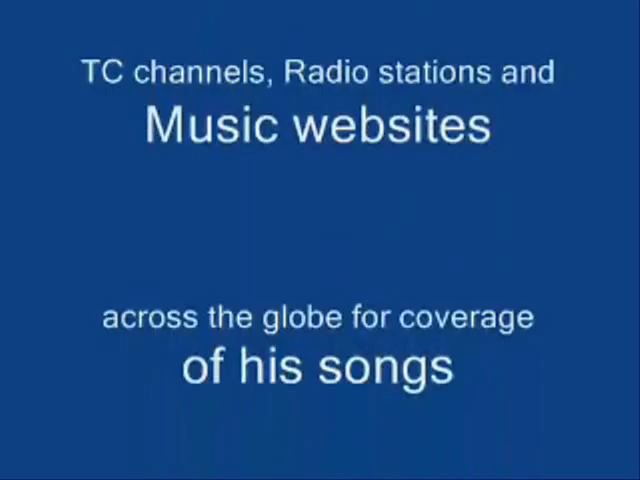 TC channels, Radio stations and
Music websites
across the globe for coverage
of his songs